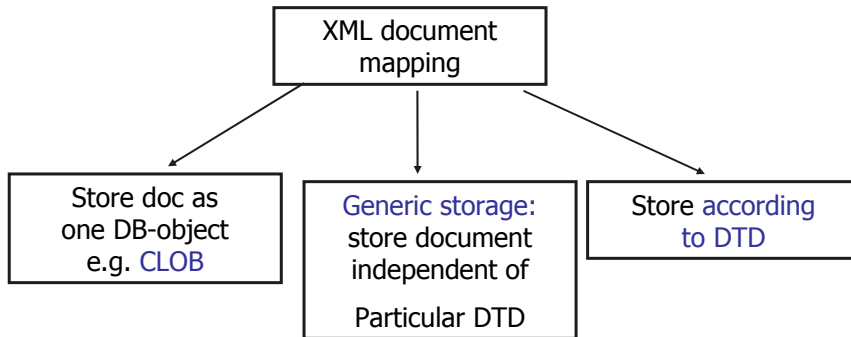 XML document
mapping
Store doc as
one DB-object
e.g. CLOB
Generic storage:
store document
independent of
Particular DTD
Store according
to DTD